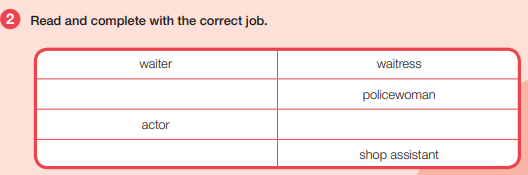 2 Read and complete with the correct job.
waiter waitress
policewoman
actor
shop assistant